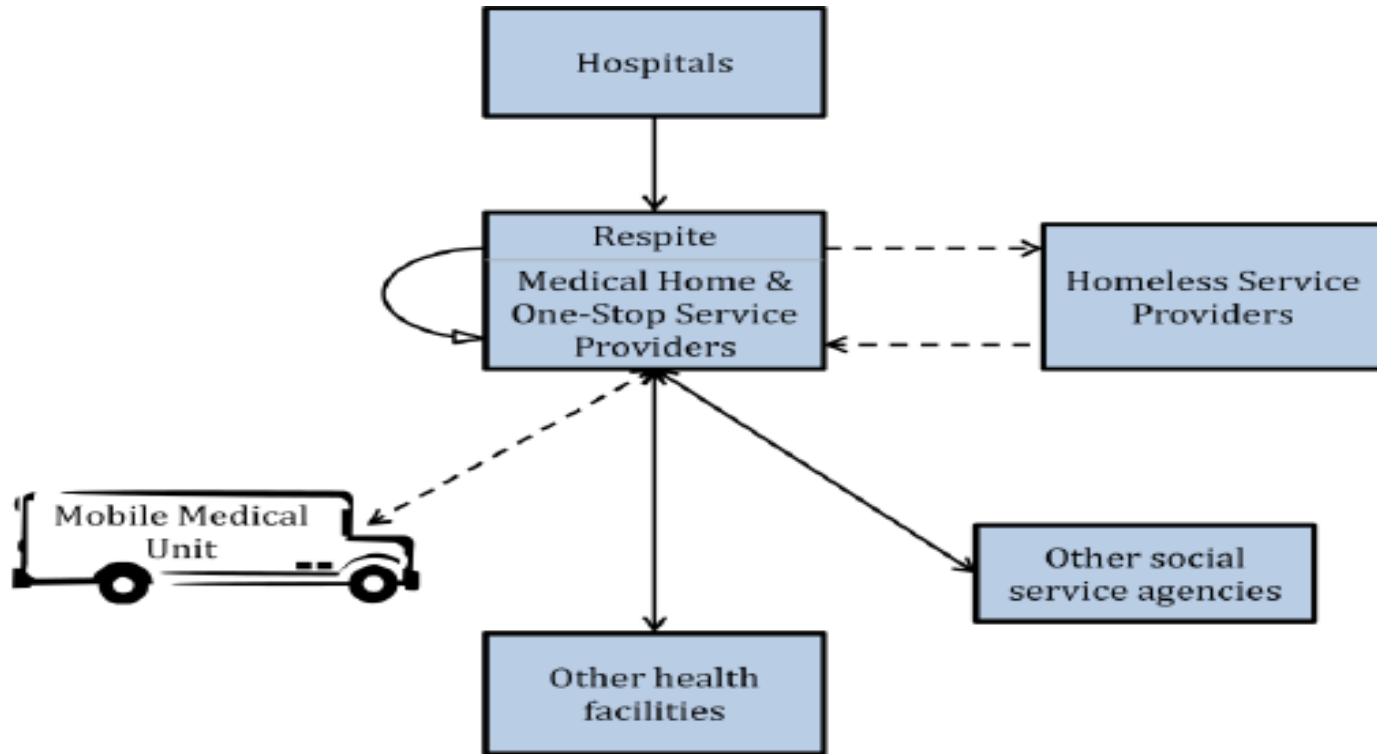 Hospitals
Respite
Medical Home &
One-Stop Service
Providers
Homeless Service
Providers
Mobile Medical
Unit
Other social
service agencies
Other health
facilities